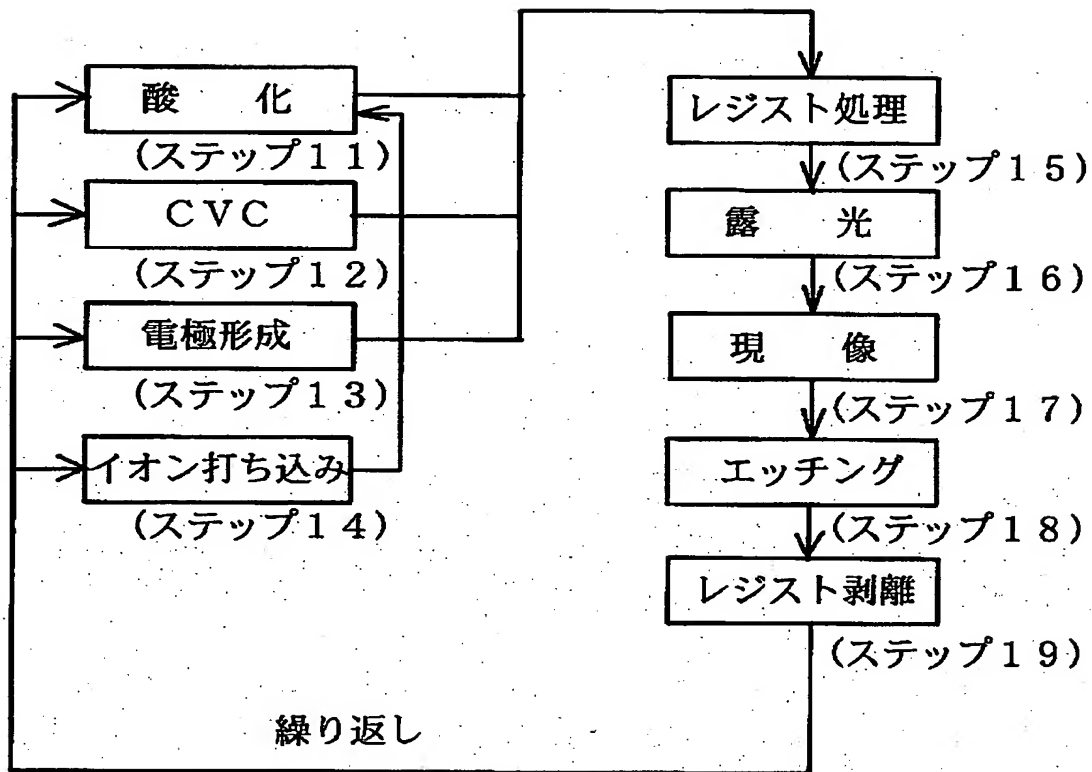 酸　化
(ステップ１１)
ＣＶＣ
(ステップ１２)
電極形成
(ステップ１３)
イオン打ち込み
(ステップ１４)
レジスト処理
(ステップ１５)
露　光
(ステップ１６)
現　像
(ステップ１７)
エッチング
(ステップ１８)
レジスト剥離
(ステップ１９)
繰り返し